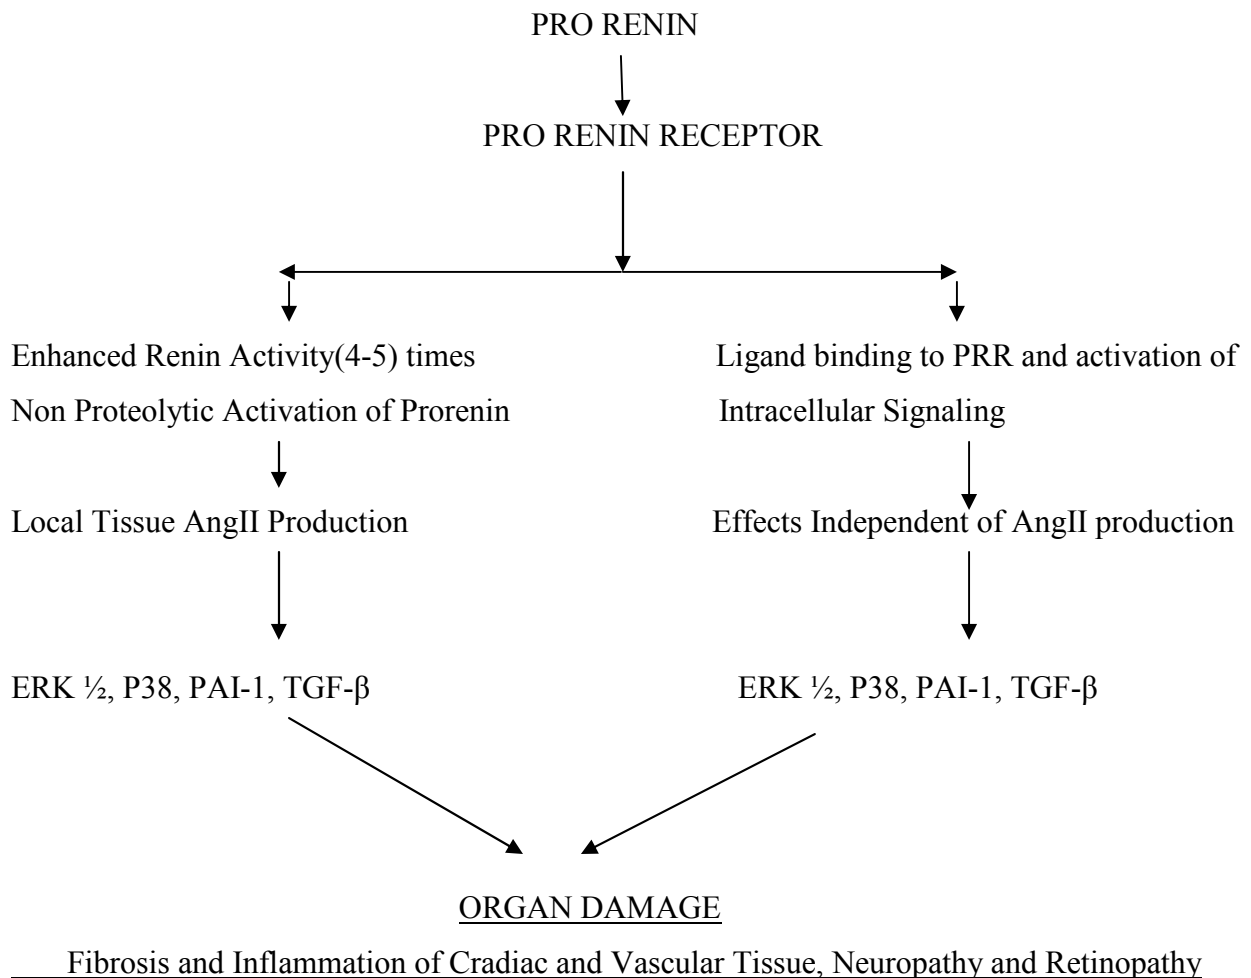 PRO RENIN
PRO RENIN RECEPTOR
Enhanced Renin Activity(4-5) times
Non Proteolytic Activation of Prorenin
Ligand binding to PRR and activation of
Intracellular Signaling
Local Tissue AngII Production
Effects Independent of AngII production
ERK ½, P38, PAI-1, TGF-β
ERK ½, P38, PAI-1, TGF-β
ORGAN DAMAGE
Fibrosis and Inflammation of Cradiac and Vascular Tissue, Neuropathy and Retinopathy